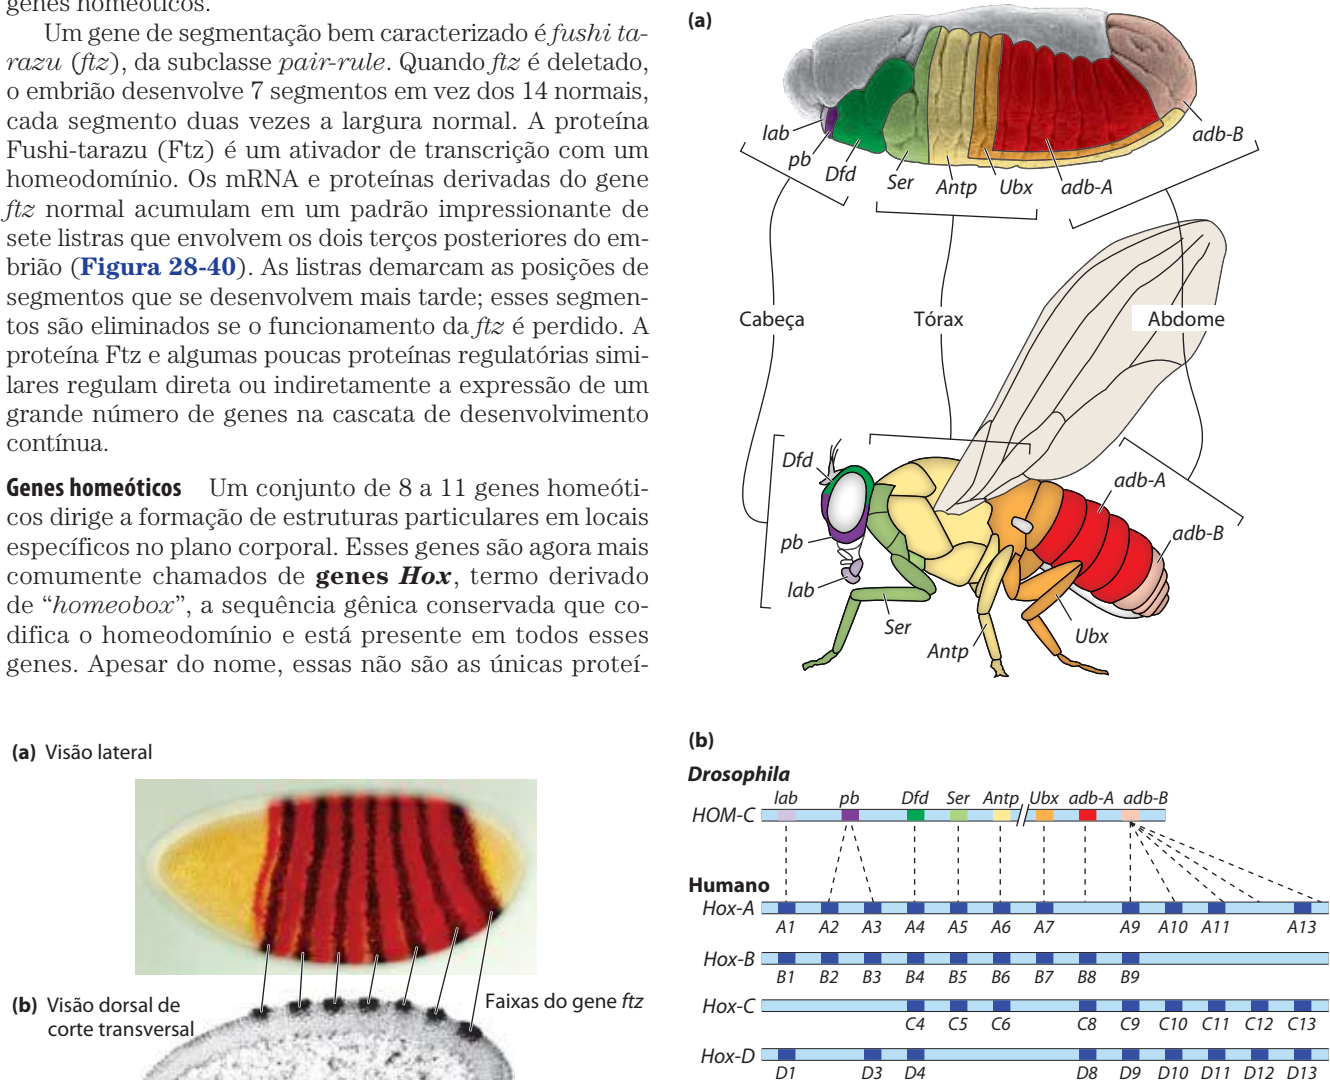 genes homeóticos.
Um gene de segmentação bem caracterizado é fushi ta-
razu (ftz), da subclasse pair-rule. Quando ftz é deletado,
o embrião desenvolve 7 segmentos em vez dos 14 normais,
cada segmento duas vezes a largura normal. A proteína
Fushi-tarazu (Ftz) é um ativador de transcrição com um
homeodomínio. Os mRNA e proteínas derivadas do gene
ftz normal acumulam em um padrão impressionante de
sete listras que envolvem os dois terços posteriores do em-
brião (Figura 28-40). As listras demarcam as posições de
segmentos que se desenvolvem mais tarde; esses segmen-
tos são eliminados se o funcionamento da ftz é perdido. A
proteína Ftz e algumas poucas proteínas regulatórias simi-
lares regulam direta ou indiretamente a expressão de um
grande número de genes na cascata de desenvolvimento
contínua.
Genes homeóticos Um conjunto de 8 a 11 genes homeóti-
cos dirige a formação de estruturas particulares em locais
específicos no plano corporal. Esses genes são agora mais
comumente chamados de genes Hox, termo derivado
de “homeobox”, a sequência gênica conservada que co-
difica o homeodomínio e está presente em todos esses
genes. Apesar do nome, essas não são as únicas proteí-
(a) Visão lateral
(b) Visão dorsal de
corte transversal
Faixas do gene ftz
(a)
lab
pb
Dfd
Ser
Antp
Ubx
adb-A
adb-B
Cabeça
Tórax
Abdome
Dfd
pb
lab
Ser
Antp
Ubx
adb-A
adb-B
(b)
Drosophila
lab pb Dfd Ser Antp Ubx adb-A adb-B
HOM-C
Humano
Hox-A
A1 A2 A3 A4 A5 A6 A7 A9 A10 A11 A13
Hox-B
B1 B2 B3 B4 B5 B6 B7 B8 B9
Hox-C
C4 C5 C6 C8 C9 C10 C11 C12 C13
Hox-D
D1 D3 D4 D8 D9 D10 D11 D12 D13